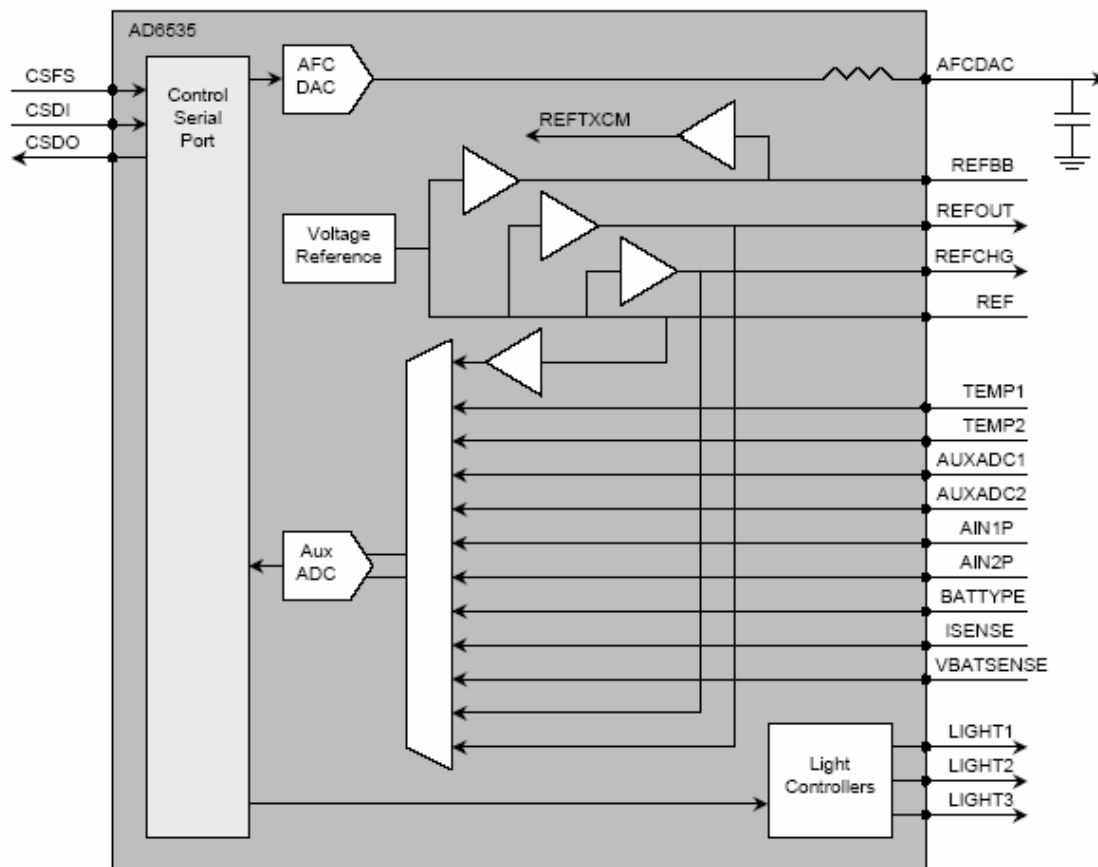 AD6535
CSFS
CSDI
CSDO
Control
Serial
Port
AFC
DAC
AFCDAC
REFTXCM
REFBB
REFOUT
REFCHG
REF
Voltage
Reference
TEMP1
TEMP2
AUXADC1
AUXADC2
AIN1P
AIN2P
BATTYPE
ISENSE
VBATSENSE
Aux
ADC
Light
Controllers
LIGHT1
LIGHT2
LIGHT3